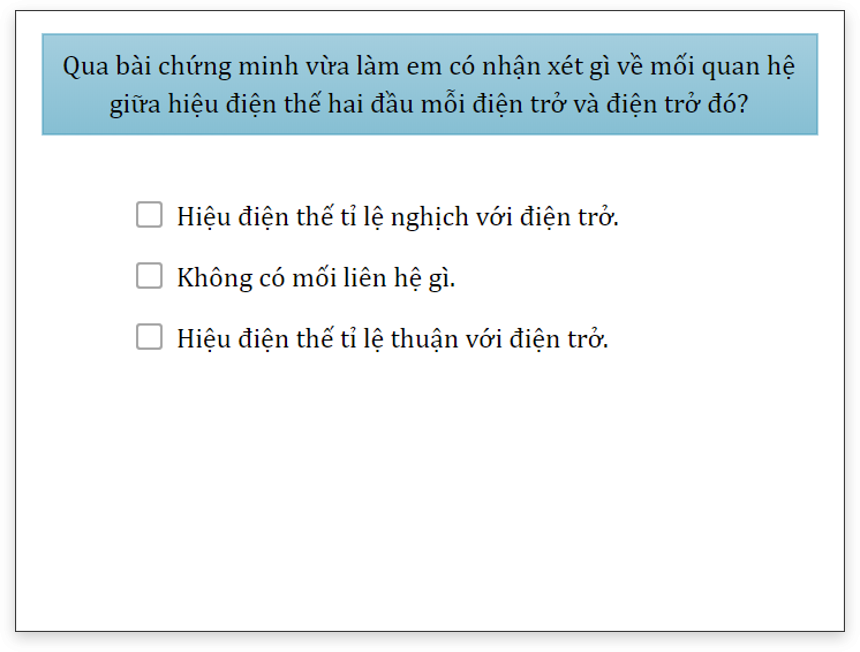 Qua bài chứng minh vừa làm em có nhận xét gì về mối quan hệ
giữa hiệu điện thế hai đầu mỗi điện trở và điện trở đó?
Hiệu điện thế tỉ lệ nghịch với điện trở.
Không có mối liên hệ gì.
Hiệu điện thế tỉ lệ thuận với điện trở.